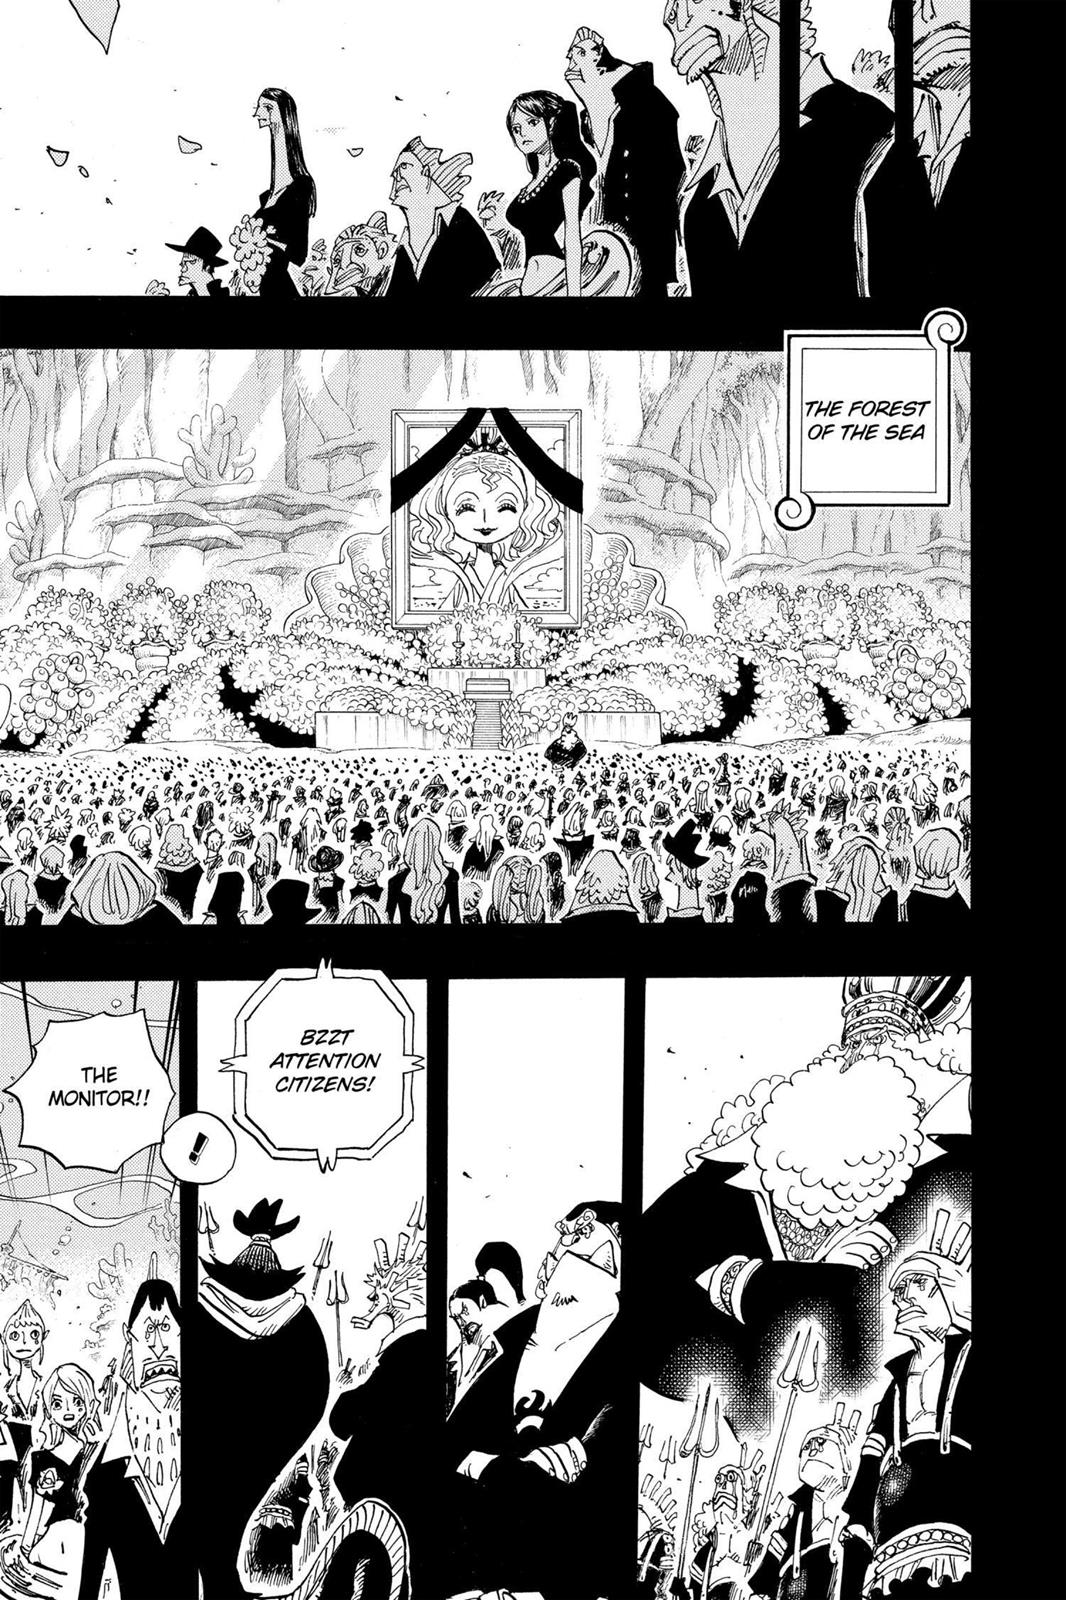 THE FOREST
OF THE SEA
BZZT
ATTENTION
CITIZENS!
!
THE
MONITOR!!